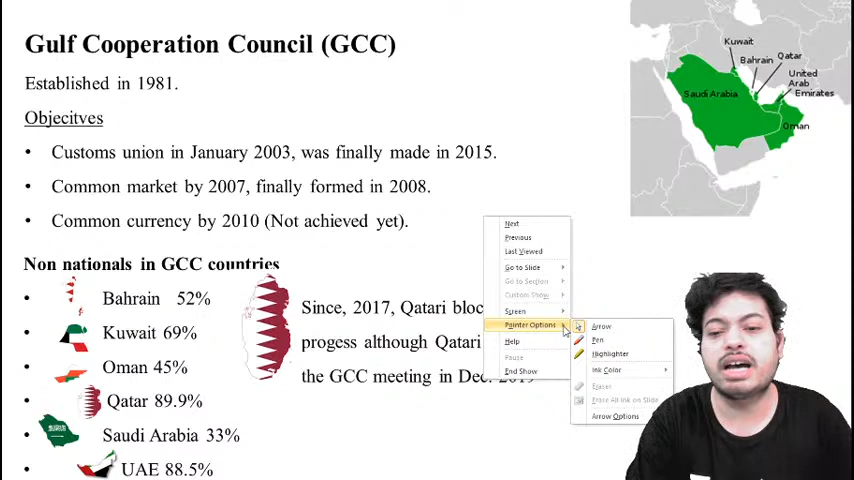 Gulf Cooperation Council (GCC)
Established in 1981.
Objecitves
• Customs union in January 2003, was finally made in 2015.
• Common market by 2007, finally formed in 2008.
• Common currency by 2010 (Not achieved yet).
Non nationals in GCC countries
• Bahrain 52%
• Kuwait 69%
• Oman 45%
• Qatar 89.9%
• Saudi Arabia 33%
• UAE 88.5%
Since, 2017, Qatari
progess although Qatari
the GCC meeting in Dec. 2019
Kuwait
Bahrain
Qatar
United
Arab
Emirates
Saudi Arabia
Oman
Next
Previous
Last Viewed
Go to Slide
Go to Section
Custom Show
Screen
Pointer Options
Help
Pause
End Show
Arrow
Pen
Highlighter
Ink Color
Eraser
Erase All Ink on Slide
Arrow Options